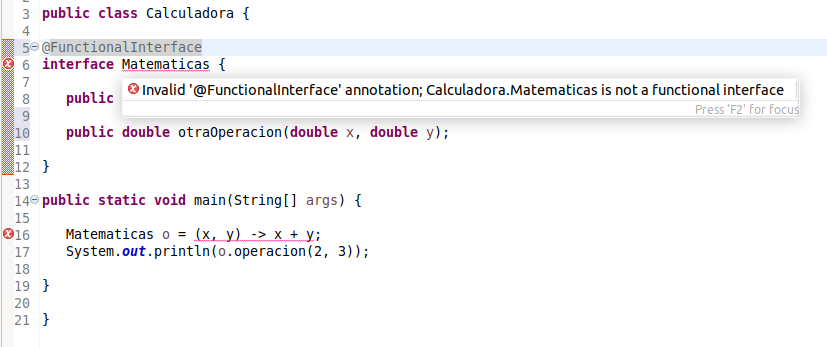 3 public class Calculadora {
4
5 @FunctionalInterface
6 interface Matematicas {
7
Invalid '@FunctionalInterface' annotation; Calculadora.Matematicas is not a functional interface
8 public
Press 'F2' for focus
9
10 public double otraOperacion(double x, double y);
11
12 }
13
14 public static void main(String[] args) {
15
16 Matematicas o = (x, y) -> x + y;
17 System.out.println(o.operacion(2, 3));
18
19 }
20
21 }